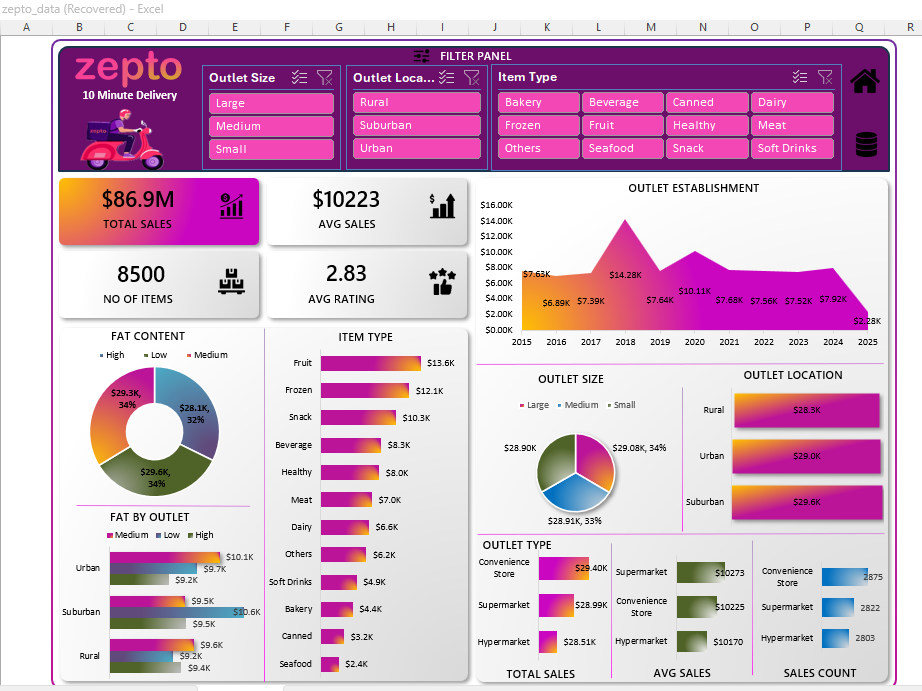 zepto_data (Recovered) - Excel
A B C D E F G H I J K L M N O P Q R
FILTER PANEL
zepto
10 Minute Delivery
zepto
Outlet Size
Large
Medium
Small
Outlet Loca...
Rural
Suburban
Urban
Item Type
Bakery Beverage Canned Dairy
Frozen Fruit Healthy Meat
Others Seafood Snack Soft Drinks
$86.9M
TOTAL SALES
$10223
AVG SALES
8500
NO OF ITEMS
2.83
AVG RATING
OUTLET ESTABLISHMENT
$16.00K
$14.00K
$12.00K
$10.00K
$8.00K
$6.00K
$4.00K
$2.00K
$0.00K
$7.63K $6.89K $7.39K $14.28K $7.64K $10.11K $7.68K $7.56K $7.52K $7.92K $2.28K
2015 2016 2017 2018 2019 2020 2021 2022 2023 2024 2025
FAT CONTENT
High Low Medium
$29.3K, 34%
$28.1K, 32%
$29.6K, 34%
FAT BY OUTLET
Medium Low High
Urban $10.1K $9.7K $9.2K
Suburban $9.5K $10.6K $9.5K
Rural $9.6K $9.2K $9.4K
ITEM TYPE
Fruit $13.6K
Frozen $12.1K
Snack $10.3K
Beverage $8.3K
Healthy $8.0K
Meat $7.0K
Dairy $6.6K
Others $6.2K
Soft Drinks $4.9K
Bakery $4.4K
Canned $3.2K
Seafood $2.4K
OUTLET SIZE
Large Medium Small
$28.90K
$29.08K, 34%
$28.91K, 33%
OUTLET LOCATION
Rural $28.3K
Urban $29.0K
Suburban $29.6K
OUTLET TYPE
Convenience Store $29.40K
Supermarket $28.99K
Hypermarket $28.51K
TOTAL SALES
Supermarket $10273
Convenience Store $10225
Hypermarket $10170
AVG SALES
Convenience Store 2875
Supermarket 2822
Hypermarket 2803
SALES COUNT